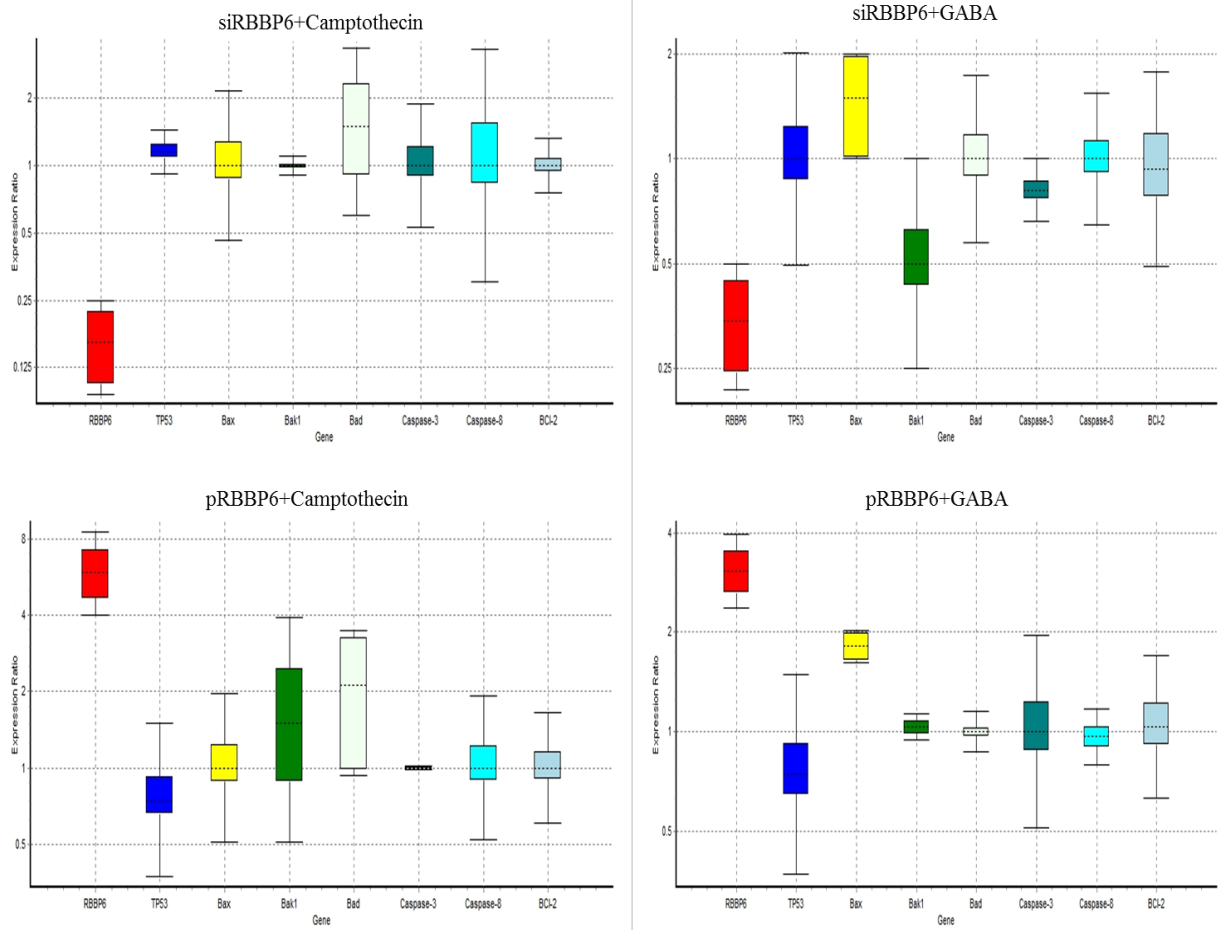 siRBBP6+Camptothecin
Expression Ratio
2
1
0.5
0.25
0.125
RBBP6 TP53 Bax Bak1 Bad Caspase-3 Caspase-8 BCl-2
Gene
siRBBP6+GABA
Expression Ratio
2
1
0.5
0.25
RBBP6 TP53 Bax Bak1 Bad Caspase-3 Caspase-8 BCl-2
Gene
pRBBP6+Camptothecin
Expression Ratio
8
4
2
1
0.5
RBBP6 TP53 Bax Bak1 Bad Caspase-3 Caspase-8 BCl-2
Gene
pRBBP6+GABA
Expression Ratio
4
2
1
0.5
RBBP6 TP53 Bax Bak1 Bad Caspase-3 Caspase-8 BCl-2
Gene